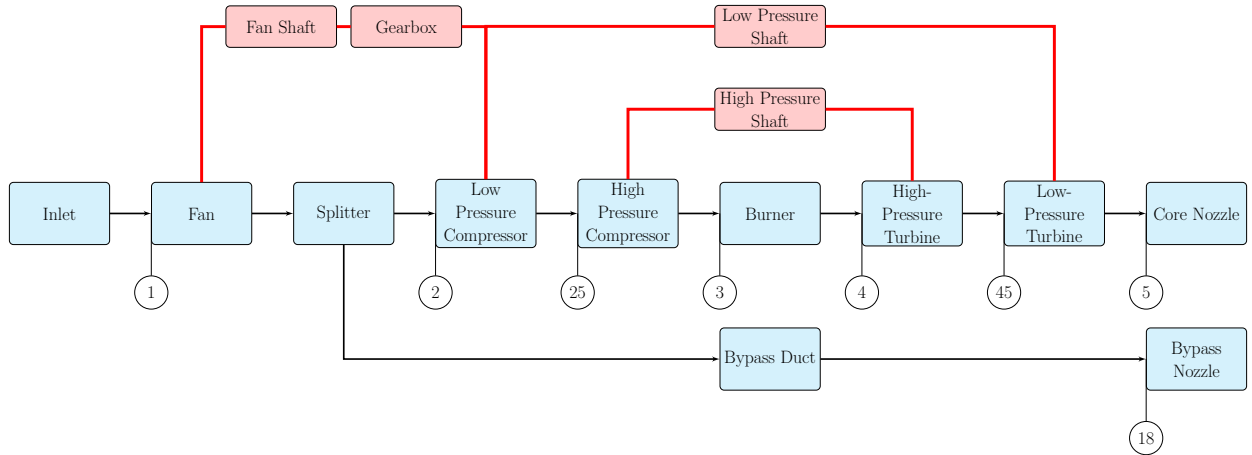 Fan Shaft
Gearbox
Low Pressure
Shaft
High Pressure
Shaft
Inlet
Fan
Splitter
Low
Pressure
Compressor
High
Pressure
Compressor
Burner
High-
Pressure
Turbine
Low-
Pressure
Turbine
Core Nozzle
1
2
25
3
4
45
5
Bypass Duct
Bypass
Nozzle
18